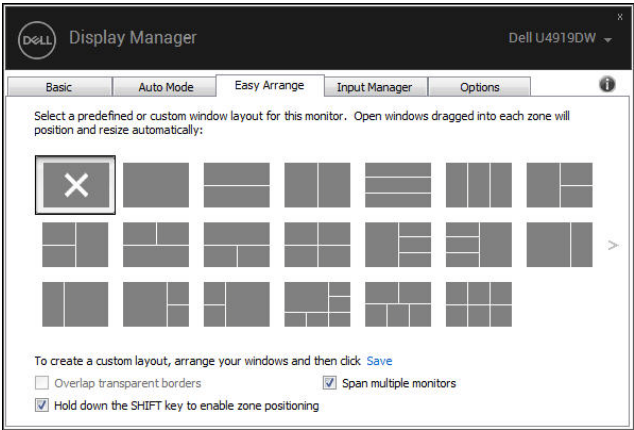 x
DELL Display Manager Dell U4919DW
Basic Auto Mode Easy Arrange Input Manager Options i
Select a predefined or custom window layout for this monitor. Open windows dragged into each zone will
position and resize automatically:
>
To create a custom layout, arrange your windows and then click Save
Overlap transparent borders Span multiple monitors
Hold down the SHIFT key to enable zone positioning